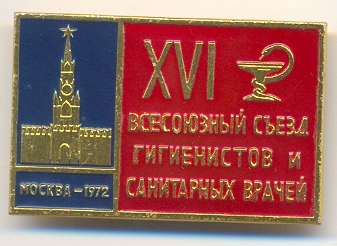 XVI
ВСЕСОЮЗНЫЙ СЪЕЗД
ГИГИЕНИСТОВ И
САНИТАРНЫХ ВРАЧЕЙ
МОСКВА - 1972